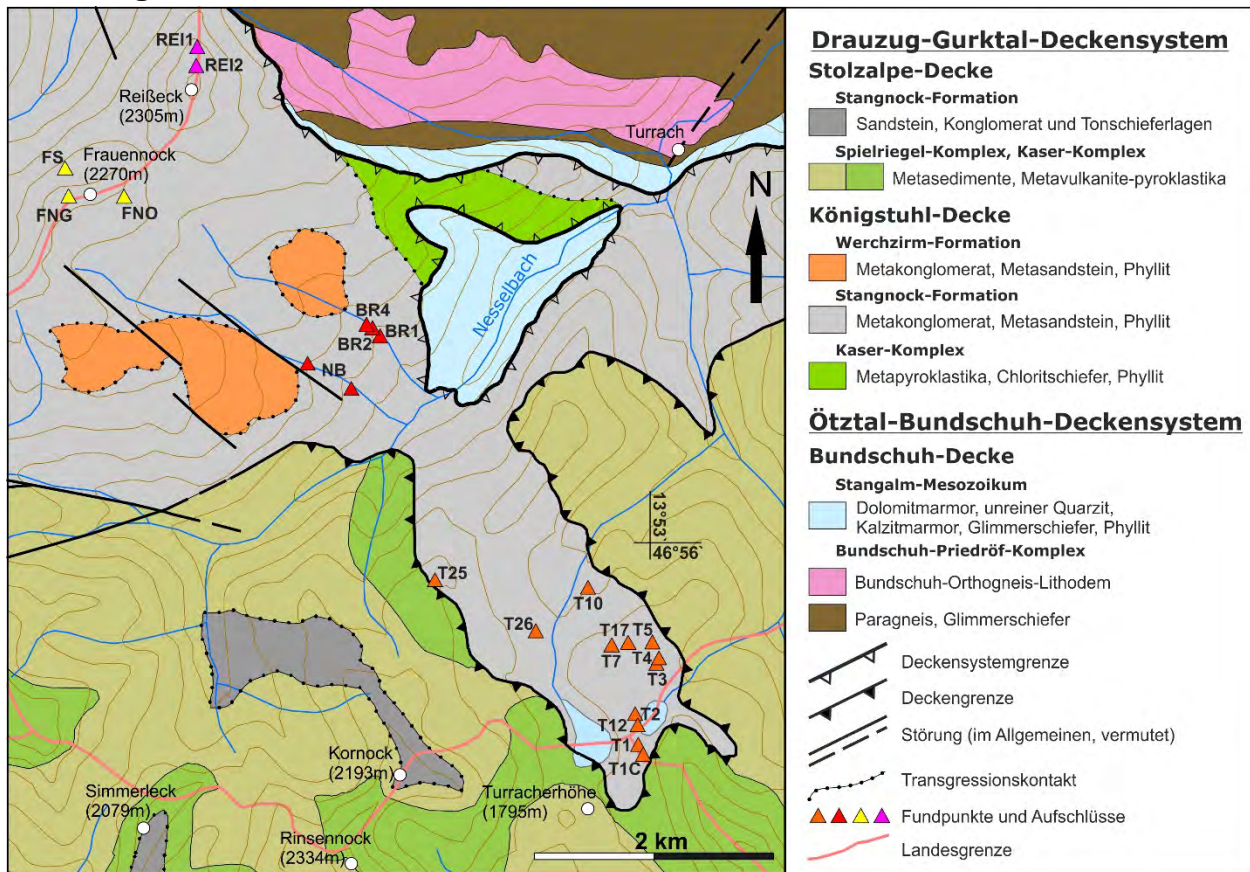 REI1
REI2
Reißeck
(2305m)
FS
Frauennock
(2270m)
FNG
FNO
Turrach
N
Nesselbach
BR4
BR1
BR2
NB
13°53`
46°56`
T25
T10
T26
T17
T5
T7
T4
T3
T2
T12
T1
T1C
Kornock
(2193m)
Simmerleck
(2079m)
Turracherhöhe
(1795m)
Rinsennock
(2334m)
2 km
Drauzug-Gurktal-Deckensystem
Stolzalpe-Decke
Stangnock-Formation
Sandstein, Konglomerat und Tonschieferlagen
Spielriegel-Komplex, Kaser-Komplex
Metasedimente, Metavulkanite-pyroklastika
Königstuhl-Decke
Werchzirm-Formation
Metakonglomerat, Metasandstein, Phyllit
Stangnock-Formation
Metakonglomerat, Metasandstein, Phyllit
Kaser-Komplex
Metapyroklastika, Chloritschiefer, Phyllit
Ötztal-Bundschuh-Deckensystem
Bundschuh-Decke
Stangalm-Mesozoikum
Dolomitmarmor, unreiner Quarzit,
Kalzitmarmor, Glimmerschiefer, Phyllit
Bundschuh-Priedröf-Komplex
Bundschuh-Orthogneis-Lithodem
Paragneis, Glimmerschiefer
Deckensystemgrenze
Deckengrenze
Störung (im Allgemeinen, vermutet)
Transgressionskontakt
Fundpunkte und Aufschlüsse
Landesgrenze